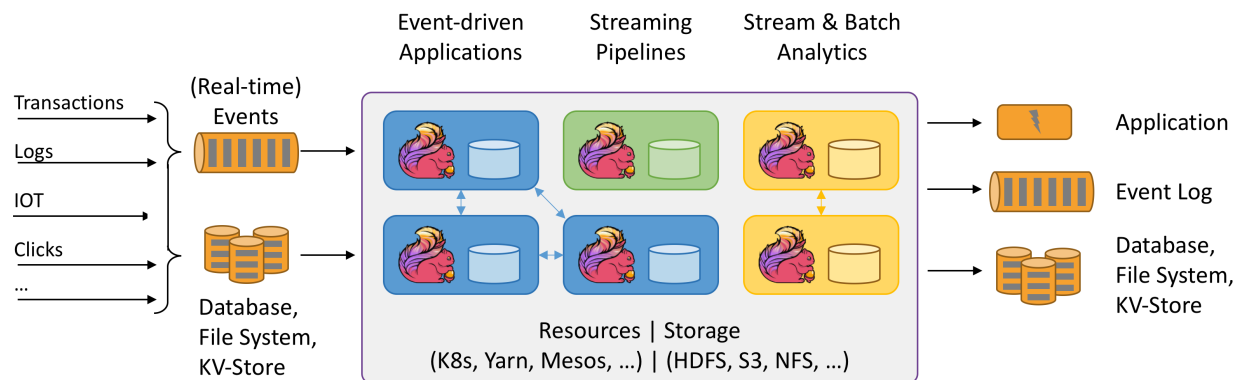 Event-driven
Applications
Streaming
Pipelines
Stream & Batch
Analytics
Transactions
Logs
IOT
Clicks
...
(Real-time)
Events
Database,
File System,
KV-Store
Resources | Storage
(K8s, Yarn, Mesos, ...) | (HDFS, S3, NFS, ...)
Application
Event Log
Database,
File System,
KV-Store